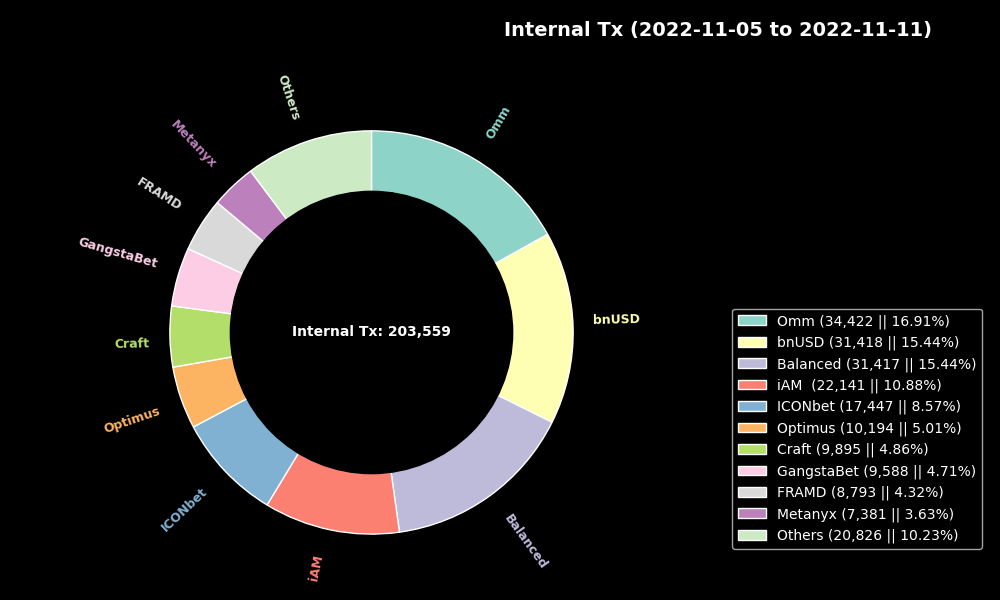 Internal Tx (2022-11-05 to 2022-11-11)
Others
Omm
Metanyx
FRAMD
GangstaBet
bnUSD
Internal Tx: 203,559
Craft
Optimus
ICONbet
Balanced
iAM
Omm (34,422 || 16.91%)
bnUSD (31,418 || 15.44%)
Balanced (31,417 || 15.44%)
iAM  (22,141 || 10.88%)
ICONbet (17,447 || 8.57%)
Optimus (10,194 || 5.01%)
Craft (9,895 || 4.86%)
GangstaBet (9,588 || 4.71%)
FRAMD (8,793 || 4.32%)
Metanyx (7,381 || 3.63%)
Others (20,826 || 10.23%)